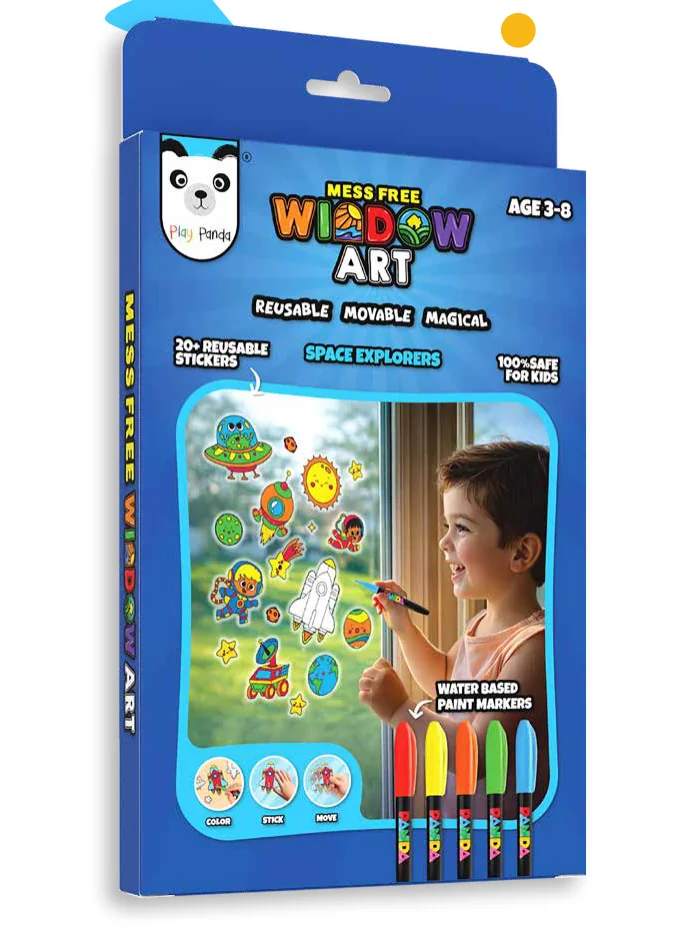 Play Panda
®
MESS FREE
WINDOW
ART
AGE 3-8
REUSABLE MOVABLE MAGICAL
20+ REUSABLE
STICKERS
SPACE EXPLORERS
100% SAFE
FOR KIDS
MESS FREE WINDOW ART
PANDA
WATER BASED
PAINT MARKERS
COLOR
STICK
MOVE
PANDA
PANDA
PANDA
PANDA
PANDA